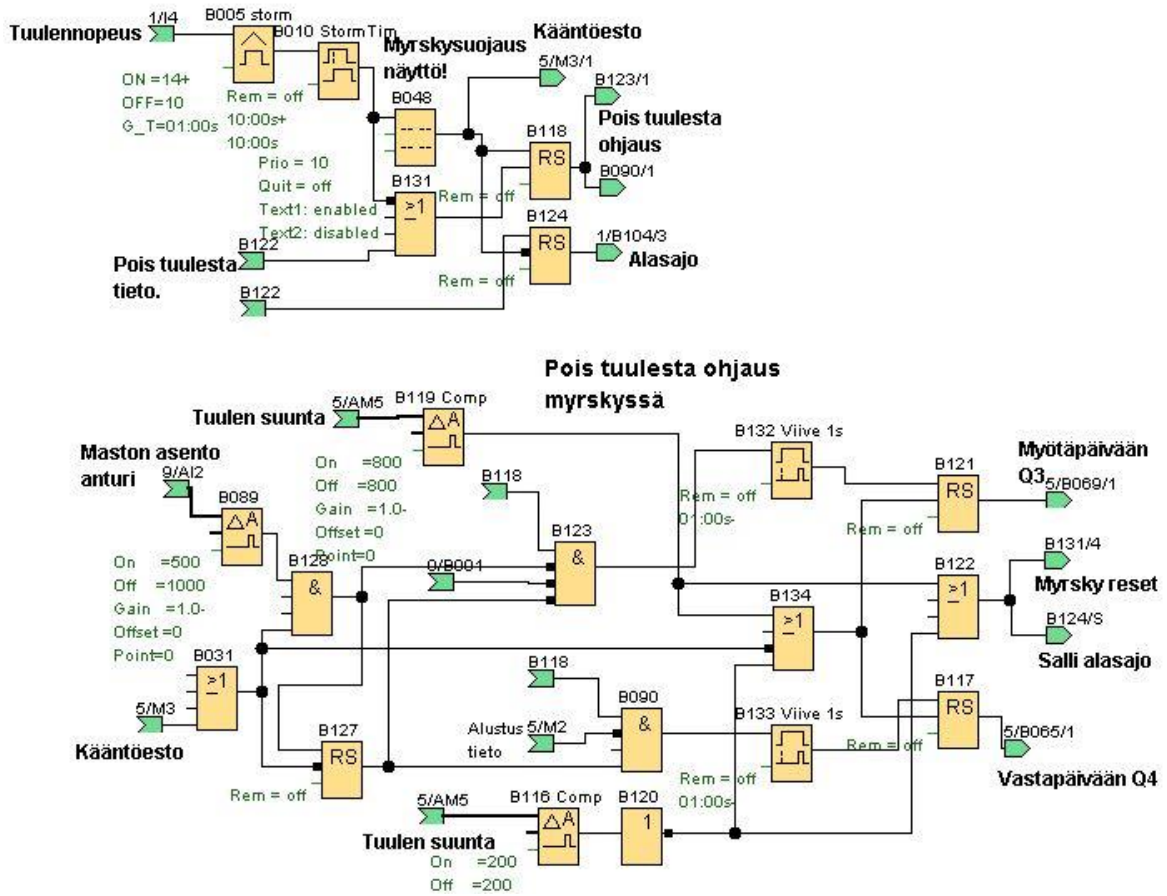 Tuulennopeus
1/I4
B005 storm
ON =14+
OFF=10
G_T=01:00s
B010 StormTim
Rem = off
10:00s+
10:00s
Myrskysuojaus
näyttö!
B048
Prio = 10
Quit = off
Text1: enabled
Text2: disabled
Kääntöesto
5/M3/1
B123/1
Pois tuulesta
ohjaus
B090/1
B118
RS
Rem = off
B131
>1
B124
RS
Rem = off
1/B104/3
Alasajo
B122
Pois tuulesta
tieto.
B122
Pois tuulesta ohjaus
myrskyssä
Tuulen suunta
5/AM5
B119 Comp
ΔA
On =800
Off =800
Gain =1.0-
Offset=0
Point=0
Maston asento
anturi
9/AI2
B089
ΔA
On =500
Off =1000
Gain =1.0-
Offset=0
Point=0
B128
&
B118
0/B001
B123
&
B132 Viive 1s
Rem = off
01:00s-
B121
RS
Rem = off
Myötäpäivään
Q3
5/B069/1
B134
>1
B122
>1
B131/4
Myrsky reset
B124/S
Salli alasajo
B031
>1
5/M3
Kääntöesto
B127
RS
Rem = off
B118
Alustus
tieto
5/M2
B090
&
B133 Viive 1s
Rem = off
01:00s-
B117
RS
Rem = off
5/B065/1
Vastapäivään Q4
5/AM5
Tuulen suunta
B116 Comp
ΔA
On =200
Off =200
B120
1